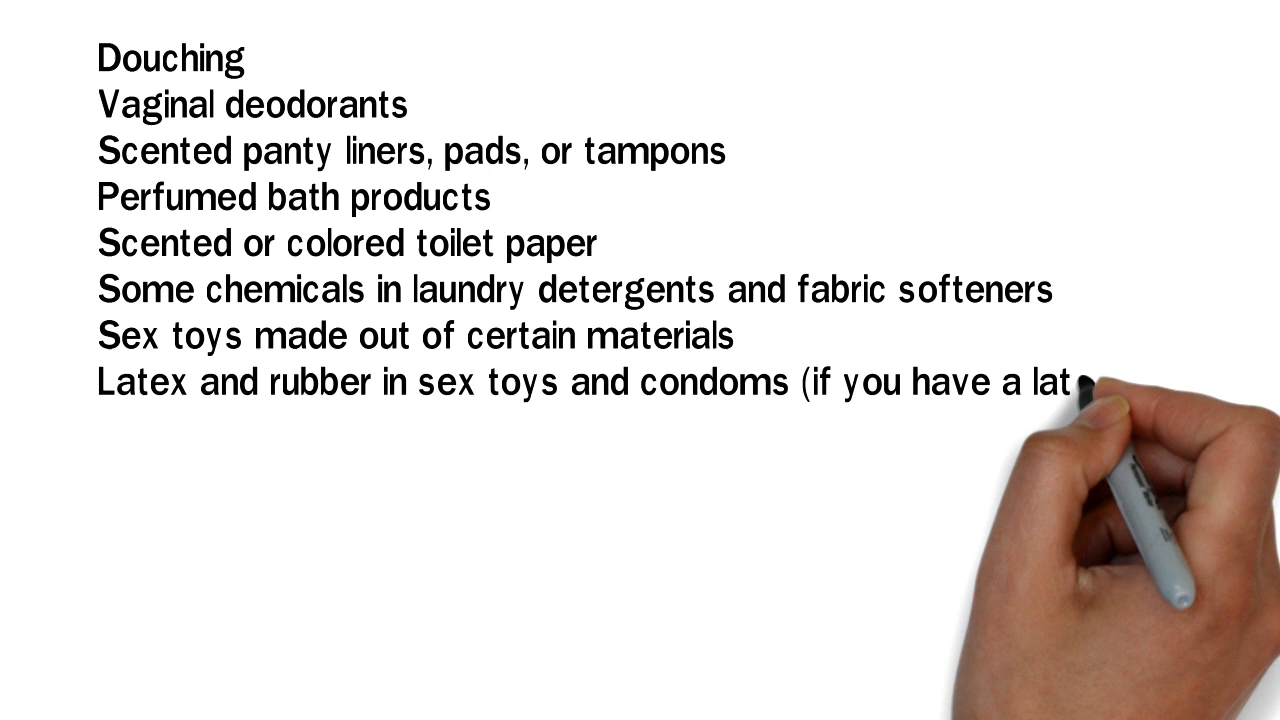 Douching
Vaginal deodorants
Scented panty liners, pads, or tampons
Perfumed bath products
Scented or colored toilet paper
Some chemicals in laundry detergents and fabric softeners
Sex toys made out of certain materials
Latex and rubber in sex toys and condoms (if you have a lat